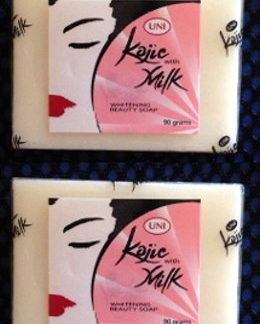 UNI
Kojic
with
Milk
WHITENING
BEAUTY SOAP
90 grams
UNI
Kojic
with
Milk
WHITENING
BEAUTY SOAP
90 grams